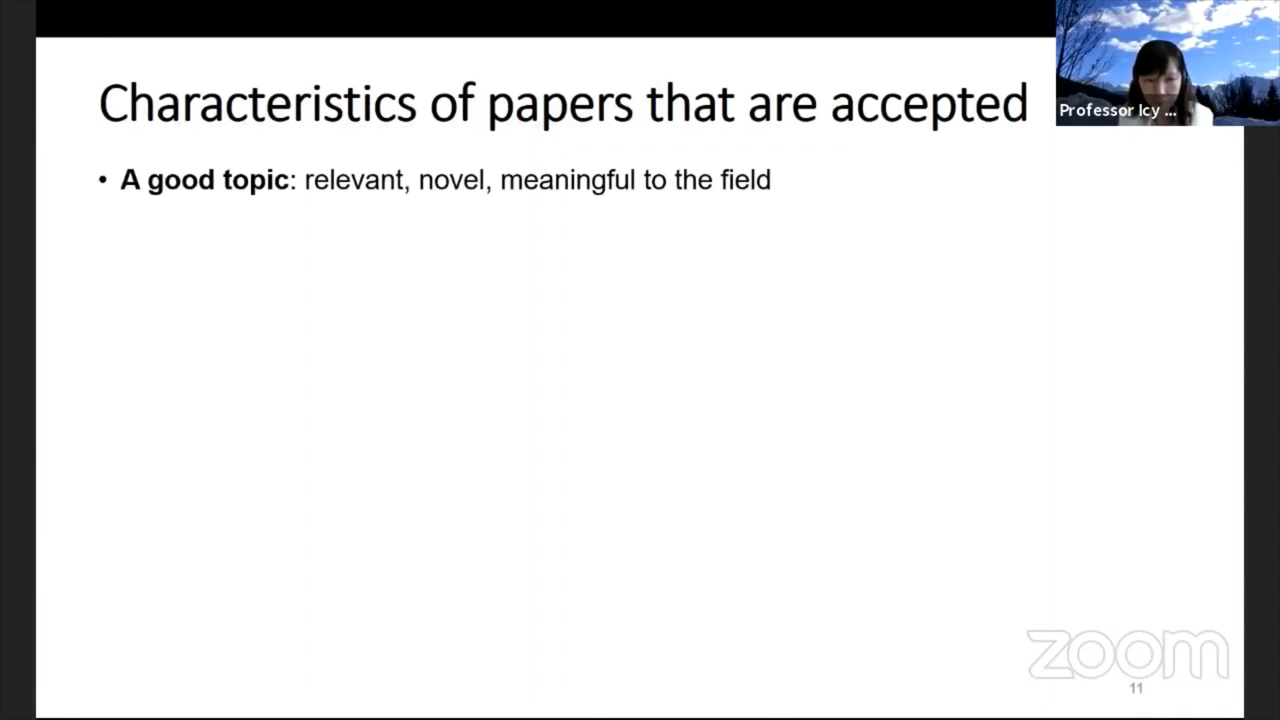 Characteristics of papers that are accepted
Professor Icy ...
• A good topic: relevant, novel, meaningful to the field
zoom
11